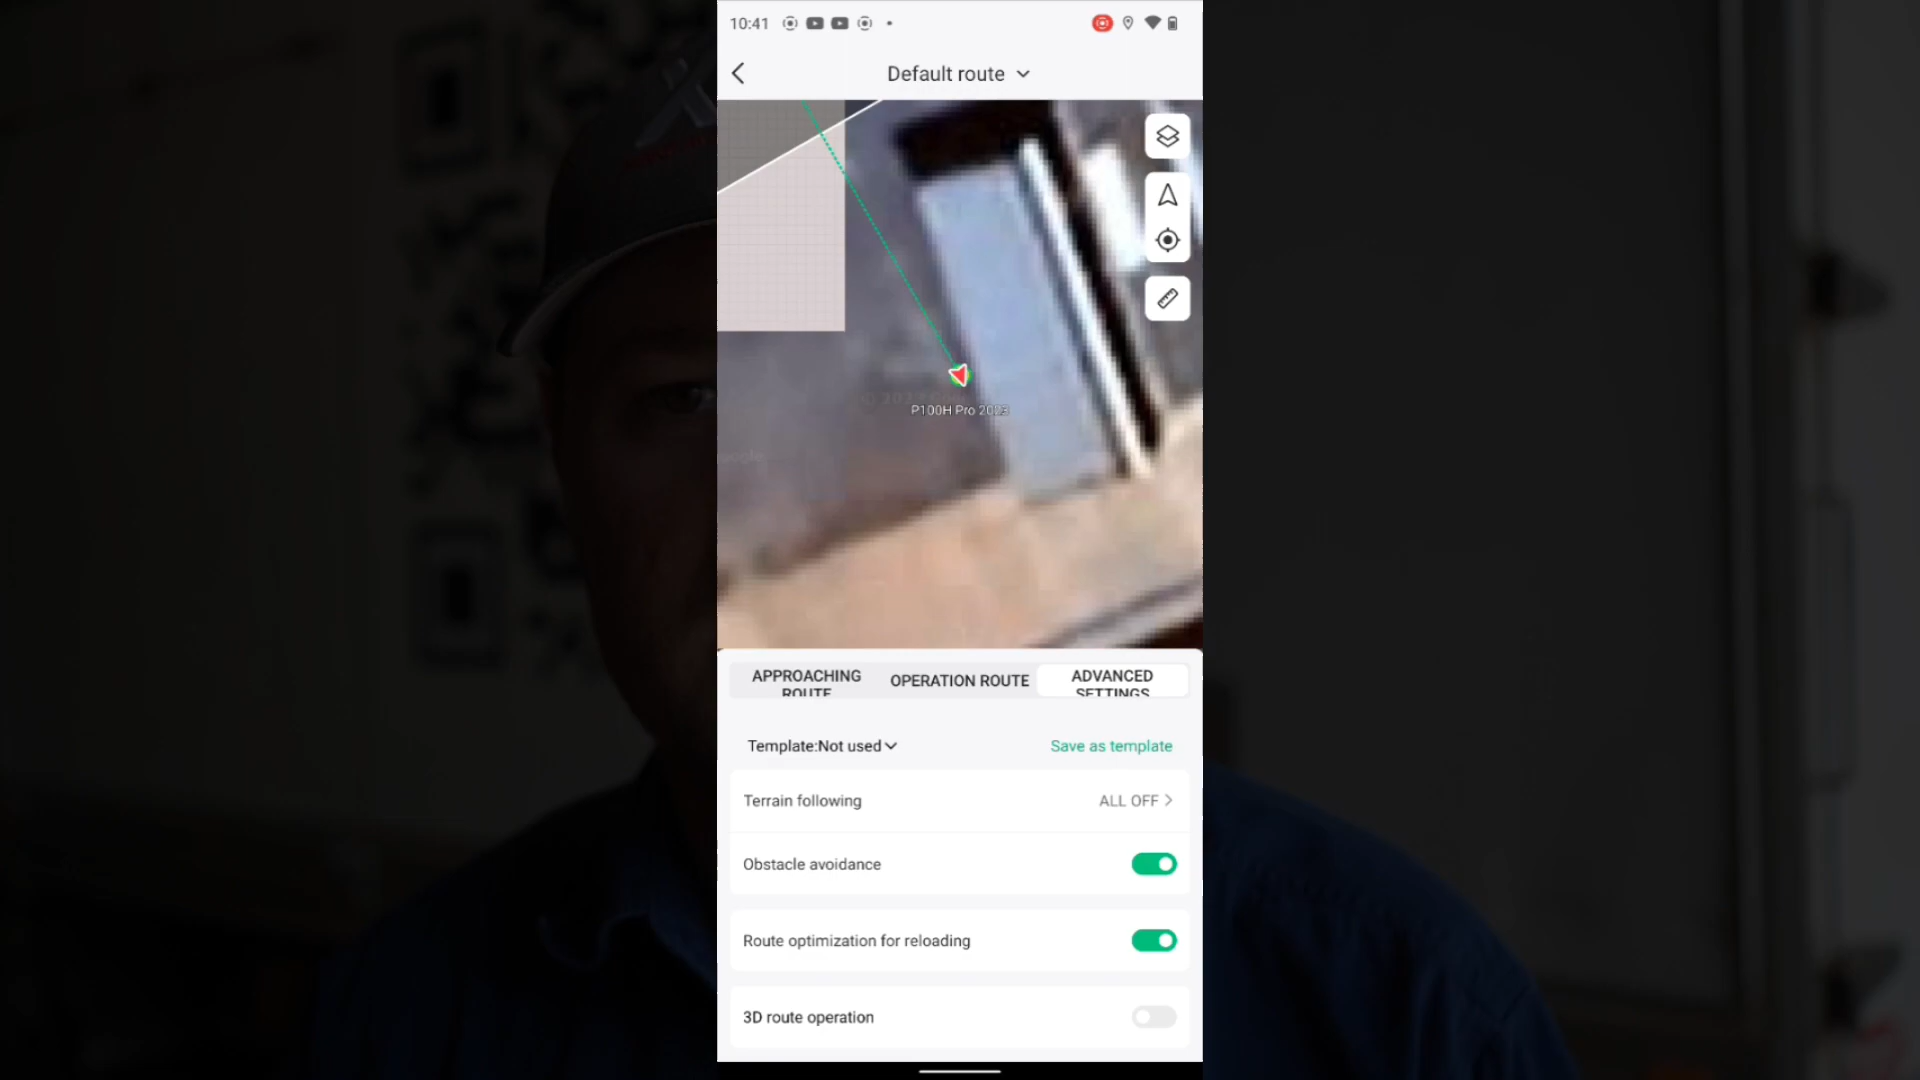 10:41
Default route
P100H Pro 2023
APPROACHING
ROUTE
OPERATION ROUTE
ADVANCED
SETTINGS
Template:Not used
Save as template
Terrain following
ALL OFF
Obstacle avoidance
Route optimization for reloading
3D route operation